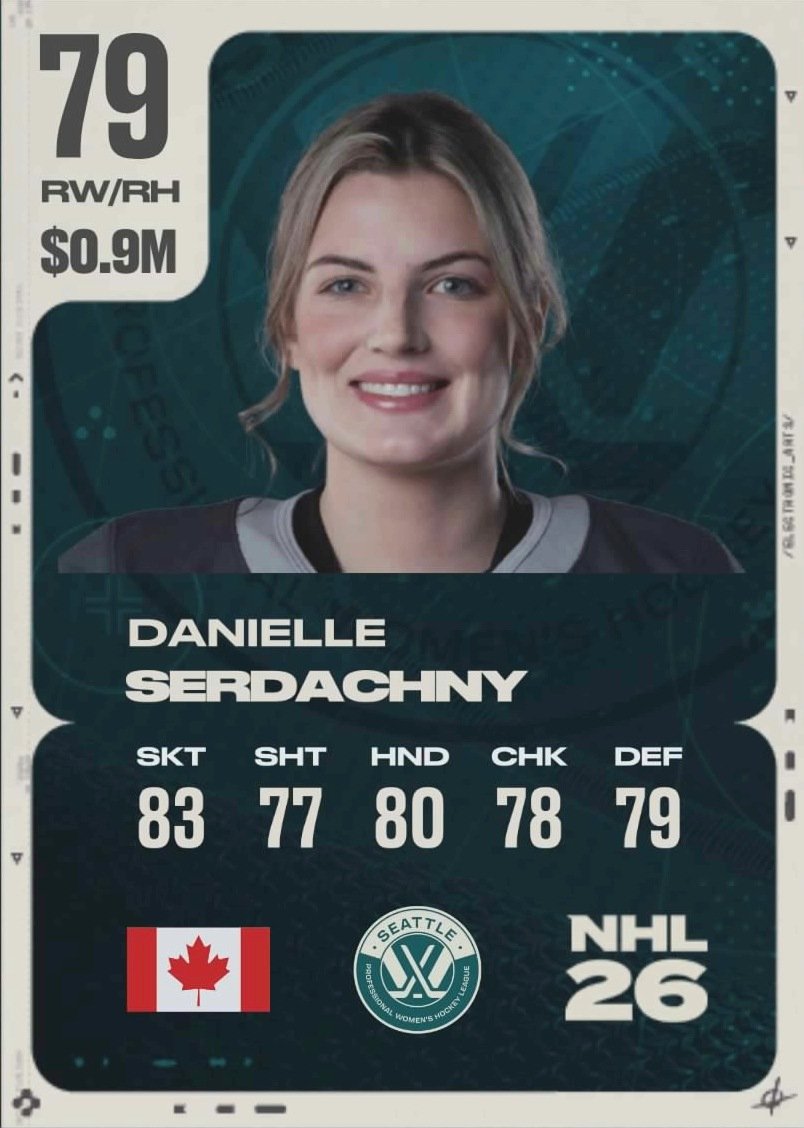 79
RW/RH
$0.9M
DANIELLE
SERDACHNY
SKT SHT HND CHK DEF
83 77 80 78 79
SEATTLE
PROFESSIONAL WOMEN'S HOCKEY LEAGUE
NHL
26
/ELECTRONIC_ARTS/